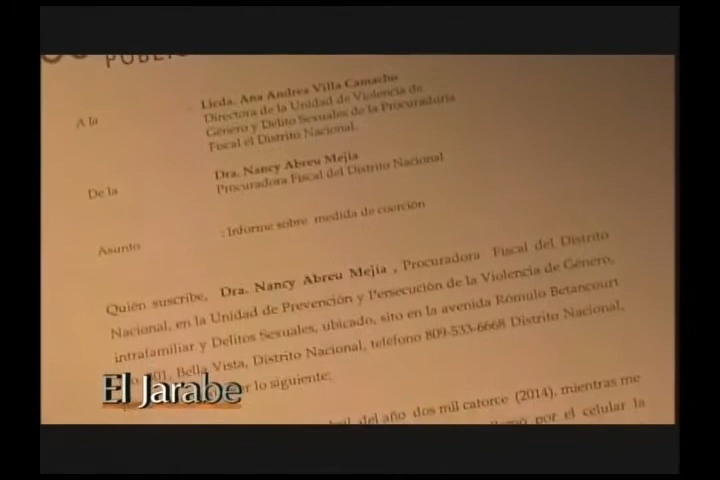 PÚBLI
A la
Licda. Ana Andrea Villa Camacho
Directora de la Unidad de Violencia de
Género y Delito Sexuales de la Procuraduria
Fiscal el Distrito Nacional.
De la
Dra. Nancy Abreu Mejía
Procuradora Fiscal del Distrito Nacional
Asunto
: Informe sobre medida de coerción
Quién suscribe, Dra. Nancy Abreu Mejía , Procuradora Fiscal del Distrito
Nacional, en la Unidad de Prevención y Persecución de la Violencia de Género,
intrafamiliar y Delitos Sexuales, ubicado, sito en la avenida Rómulo Betancourt
301, Bella Vista, Distrito Nacional, teléfono 809-533-6668 Distrito Nacional,
lo siguiente:
del año dos mil catorce (2014), mientras me
por el celular la
El Jarabe